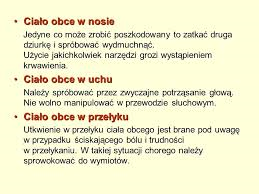 • Ciało obce w nosie
Jedyne co może zrobić poszkodowany to zatkać druga
dziurkę i spróbować wydmuchnąć.
Użycie jakichkolwiek narzędzi grozi wystąpieniem
krwawienia.
• Ciało obce w uchu
Należy spróbować przez zwyczajne potrząsanie głową.
Nie wolno manipulować w przewodzie słuchowym.
• Ciało obce w przełyku
Utkwienie w przełyku ciała obcego jest brane pod uwagę
w przypadku ściskającego bólu i trudności
w przełykaniu. W takiej sytuacji chorego należy
sprowokować do wymiotów.